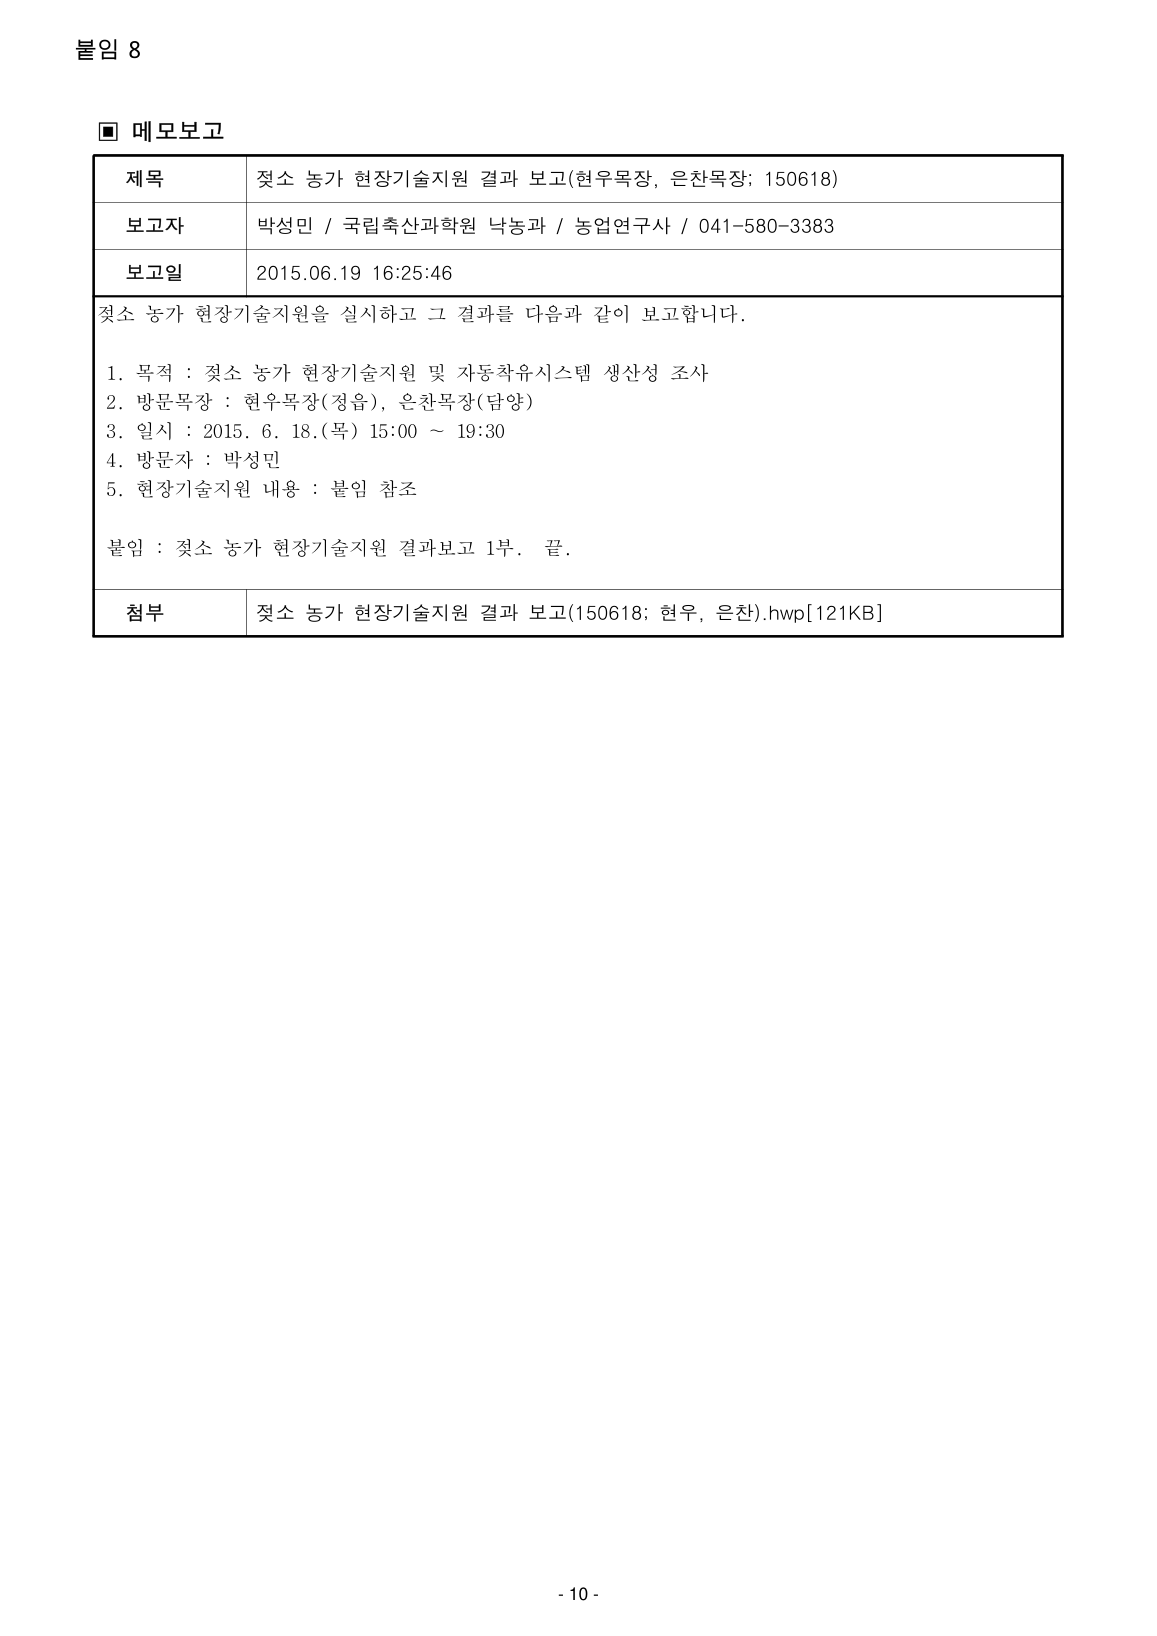 붙임 8
▣ 메모보고
제목 젖소 농가 현장기술지원 결과 보고(현우목장, 은찬목장; 150618)
보고자 박성민 / 국립축산과학원 낙농과 / 농업연구사 / 041-580-3383
보고일 2015.06.19 16:25:46
젖소 농가 현장기술지원을 실시하고 그 결과를 다음과 같이 보고합니다.
1. 목적 : 젖소 농가 현장기술지원 및 자동착유시스템 생산성 조사
2. 방문목장 : 현우목장(정읍), 은찬목장(담양)
3. 일시 : 2015. 6. 18.(목) 15:00 ~ 19:30
4. 방문자 : 박성민
5. 현장기술지원 내용 : 붙임 참조
붙임 : 젖소 농가 현장기술지원 결과보고 1부. 끝.
첨부 젖소 농가 현장기술지원 결과 보고(150618; 현우, 은찬).hwp[121KB]
- 10 -